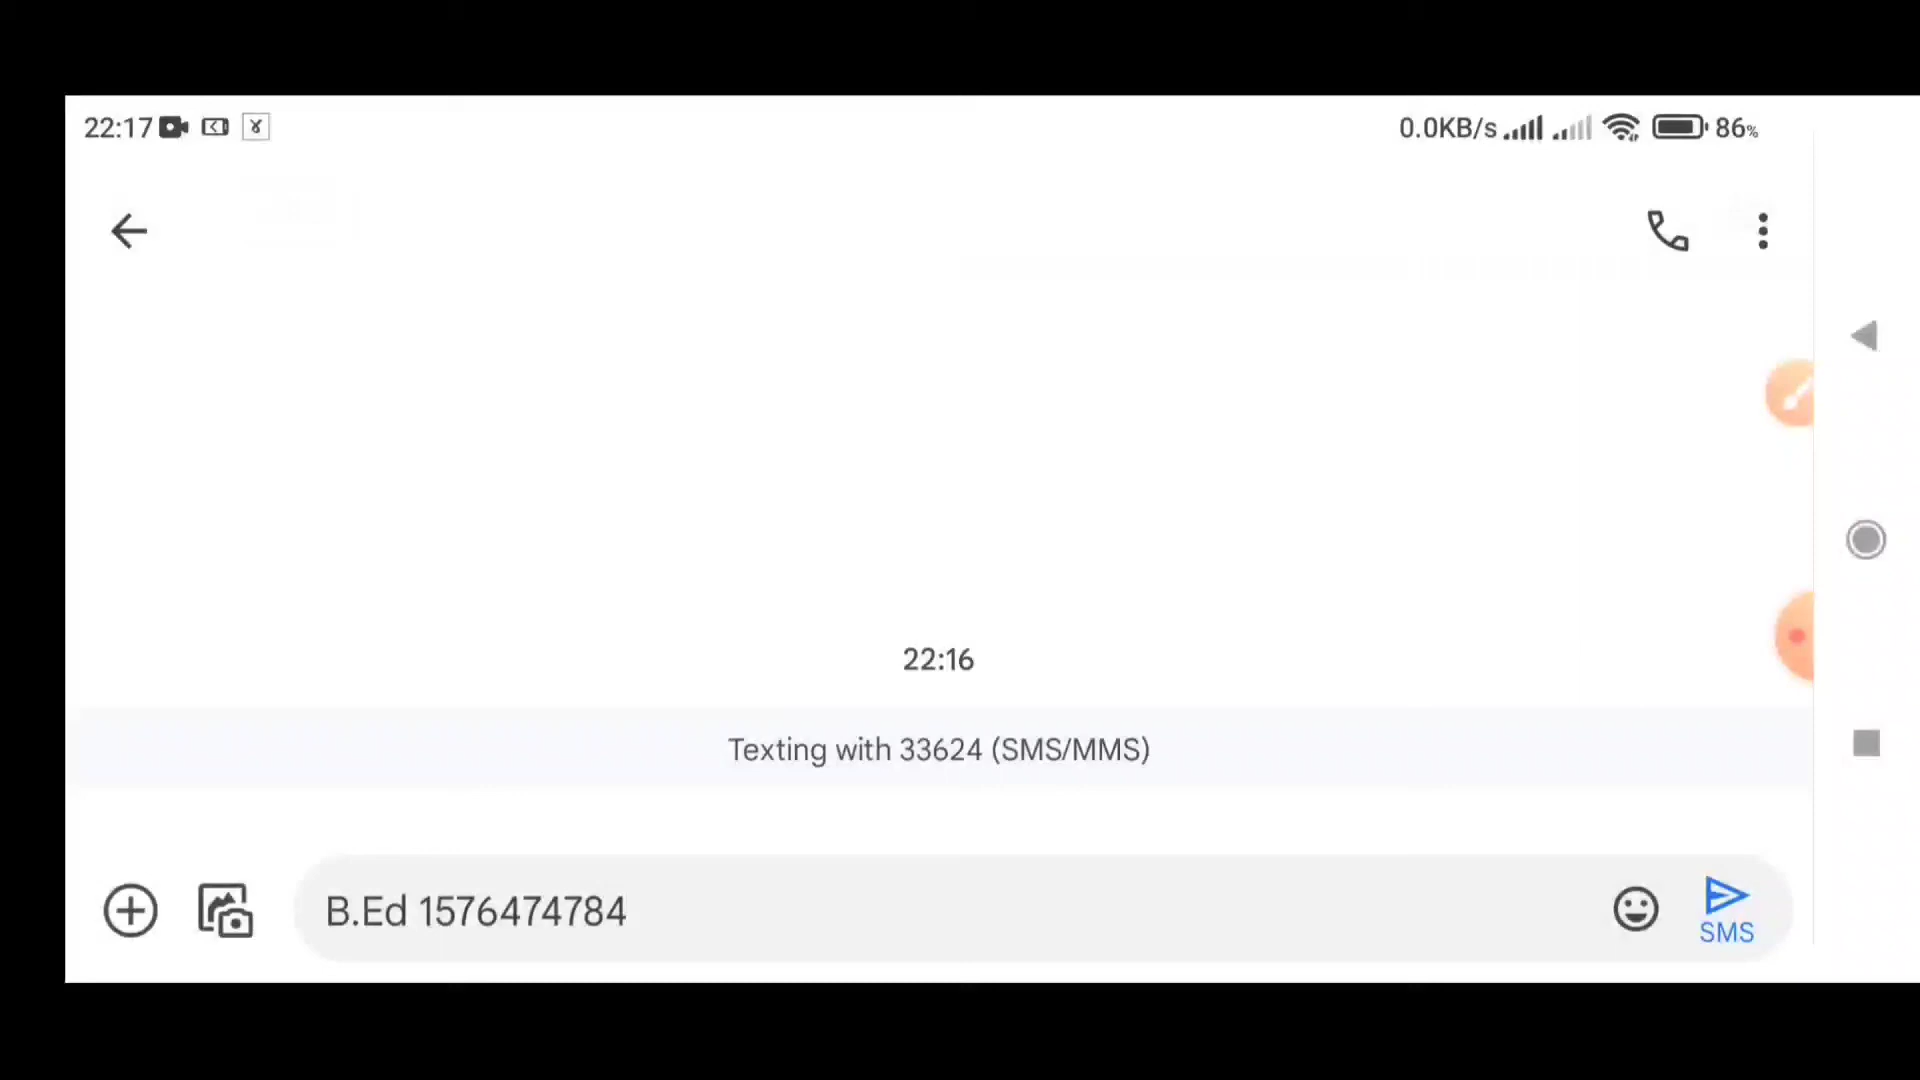 22:17 0.0KB/s 86%
22:16
Texting with 33624 (SMS/MMS)
B.Ed 1576474784
SMS